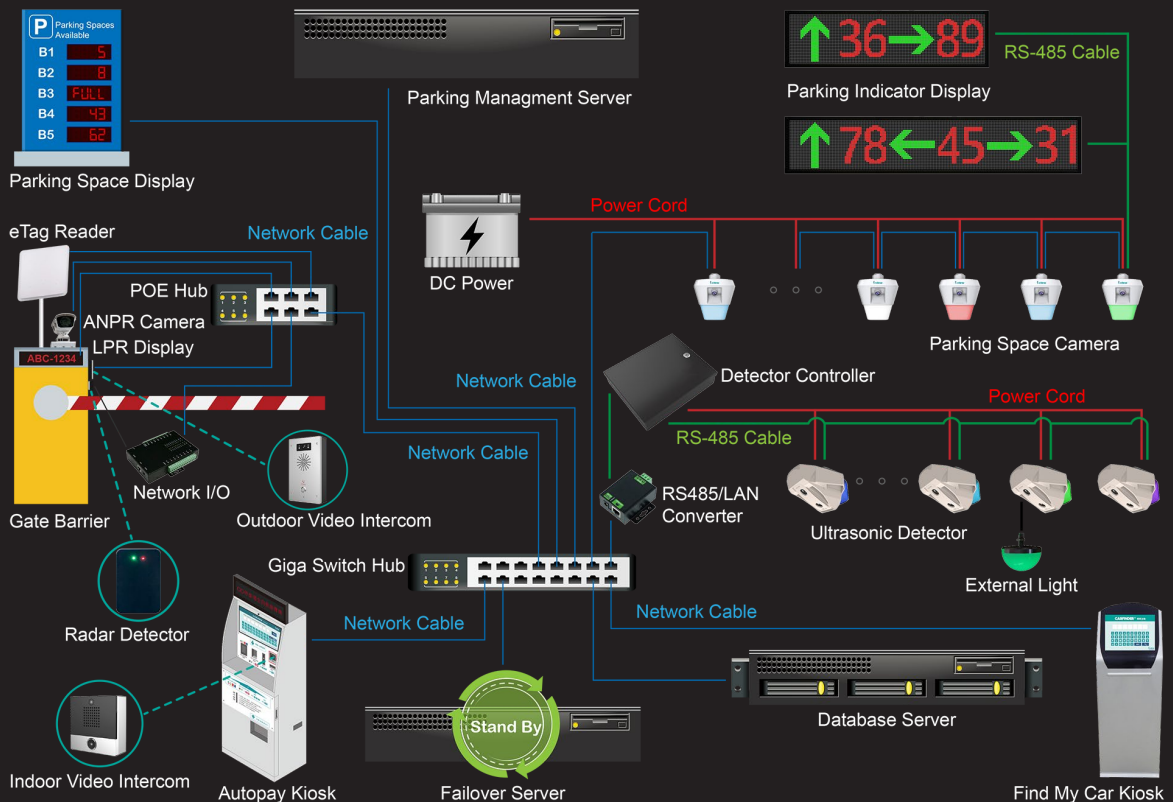 P Parking Spaces
Available
B1 5
B2 8
B3 FULL
B4 43
B5 62
Parking Space Display
Parking Managment Server
36 89
RS-485 Cable
Parking Indicator Display
78 45 31
Power Cord
DC Power
eTag Reader
Network Cable
POE Hub
ANPR Camera
LPR Display
ABC-1234
Parking Space Camera
Detector Controller
Network Cable
Power Cord
RS-485 Cable
Network Cable
Network I/O
RS485/LAN
Converter
Gate Barrier
Outdoor Video Intercom
Ultrasonic Detector
Giga Switch Hub
External Light
Radar Detector
Network Cable
Network Cable
Stand By
Database Server
Indoor Video Intercom
Autopay Kiosk
Failover Server
Find My Car Kiosk